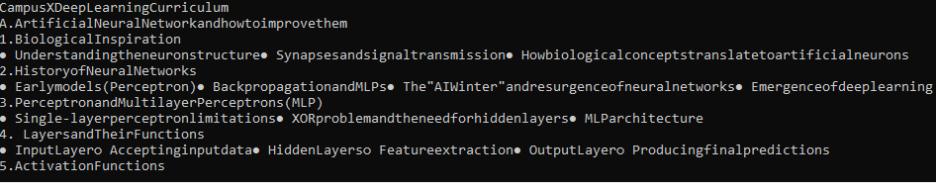 CampusXDeepLearningCurriculum
A.ArtificialNeuralNetworkandhowtoimprovethem
1.BiologicalInspiration
● Understandingtheneuronstructure● Synapsesandsignaltransmission● Howbiologicalconceptstranslatetoartificialneurons
2.HistoryofNeuralNetworks
● Earlymodels(Perceptron)● BackpropagationandMLPs● The"AIWinter"andresurgenceofneuralnetworks● Emergenceofdeeplearning
3.PerceptronandMultilayerPerceptrons(MLP)
● Single-layerperceptronlimitations● XORproblemandtheneedforhiddenlayers● MLParchitecture
4. LayersandTheirFunctions
● InputLayero Acceptinginputdata● HiddenLayerso Featureextraction● OutputLayero Producingfinalpredictions
5.ActivationFunctions